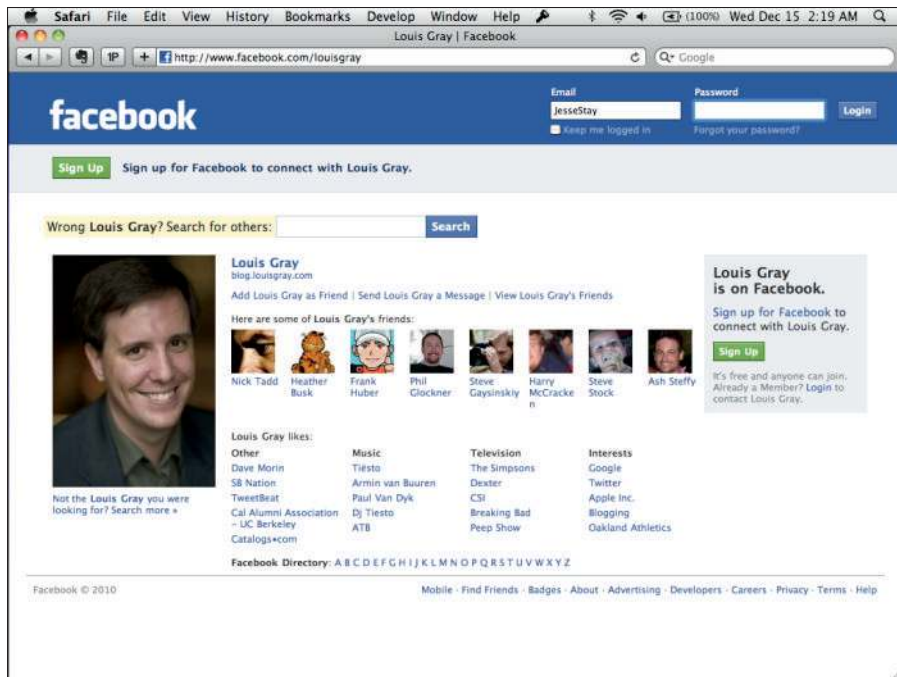 Safari File Edit View History Bookmarks Develop Window Help (100%) Wed Dec 15 2:19 AM
Louis Gray | Facebook
1P + http://www.facebook.com/louisgray Google
facebook
Email Password
JesseStay Login
Keep me logged in Forgot your password?
Sign Up Sign up for Facebook to connect with Louis Gray.
Wrong Louis Gray? Search for others: Search
Louis Gray
blog.louisgray.com
Add Louis Gray as Friend | Send Louis Gray a Message | View Louis Gray's Friends
Here are some of Louis Gray's friends:
Nick Tadd
Heather
Busk
Frank
Huber
Phil
Glockner
Steve
Gaysinskiy
Harry
McCracke
n
Steve
Stock
Ash Steffy
Louis Gray
is on Facebook.
Sign up for Facebook to
connect with Louis Gray.
Sign Up
It's free and anyone can join.
Already a Member? Login to
contact Louis Gray.
Not the Louis Gray you were
looking for? Search more »
Louis Gray likes:
Other
Dave Morin
SB Nation
TweetBeat
Cal Alumni Association
- UC Berkeley
Catalogs•com
Music
Tiësto
Armin van Buuren
Paul Van Dyk
Dj Tiesto
ATB
Television
The Simpsons
Dexter
CSI
Breaking Bad
Peep Show
Interests
Google
Twitter
Apple Inc.
Blogging
Oakland Athletics
Facebook Directory: A B C D E F G H I J K L M N O P Q R S T U V W X Y Z
Facebook © 2010 Mobile · Find Friends · Badges · About · Advertising · Developers · Careers · Privacy · Terms · Help